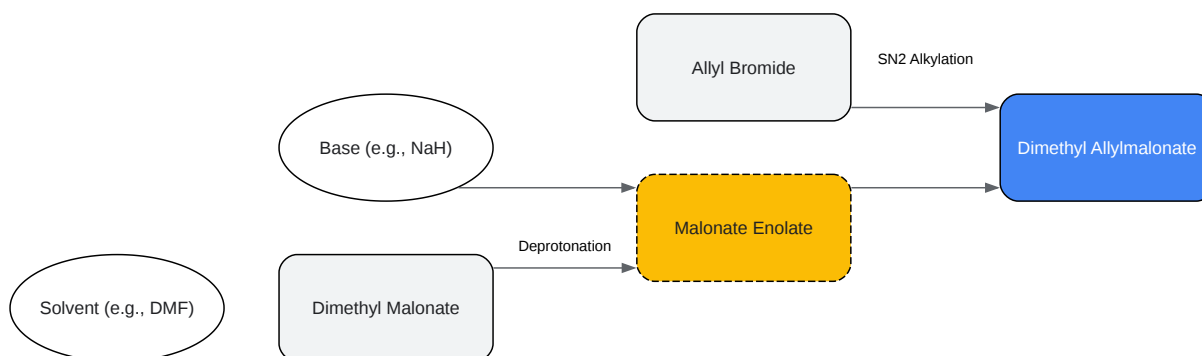 Allyl Bromide
SN2 Alkylation
Base (e.g., NaH)
Dimethyl Allylmalonate
Malonate Enolate
Deprotonation
Solvent (e.g., DMF)
Dimethyl Malonate